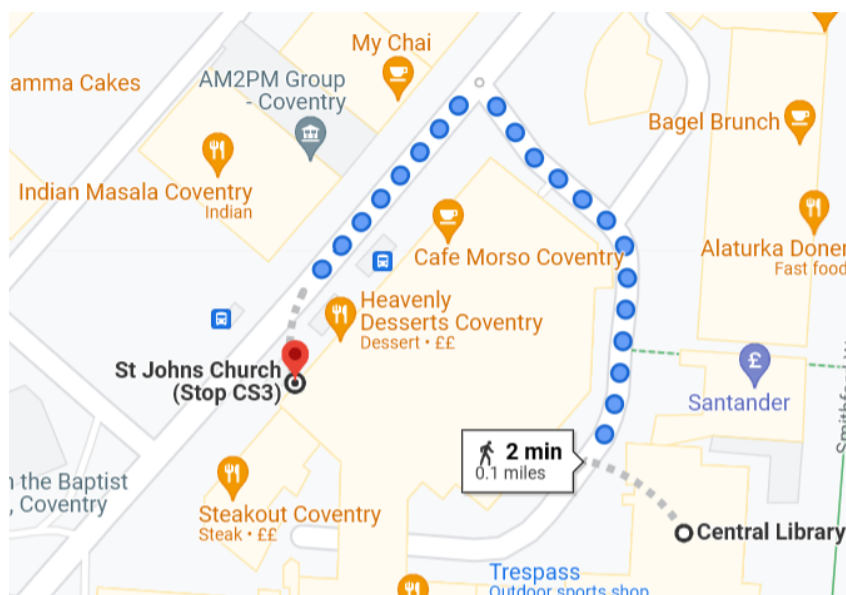 My Chai
amma Cakes
AM2PM Group
- Coventry
Bagel Brunch
Indian Masala Coventry
Indian
Cafe Morso Coventry
Alaturka Doner
Fast food
Heavenly
Desserts Coventry
Dessert • ££
St Johns Church
(Stop CS3)
£
Santander
2 min
0.1 miles
n the Baptist
, Coventry
Steakout Coventry
Steak • ££
Central Library
Trespass
Outdoor sports shop